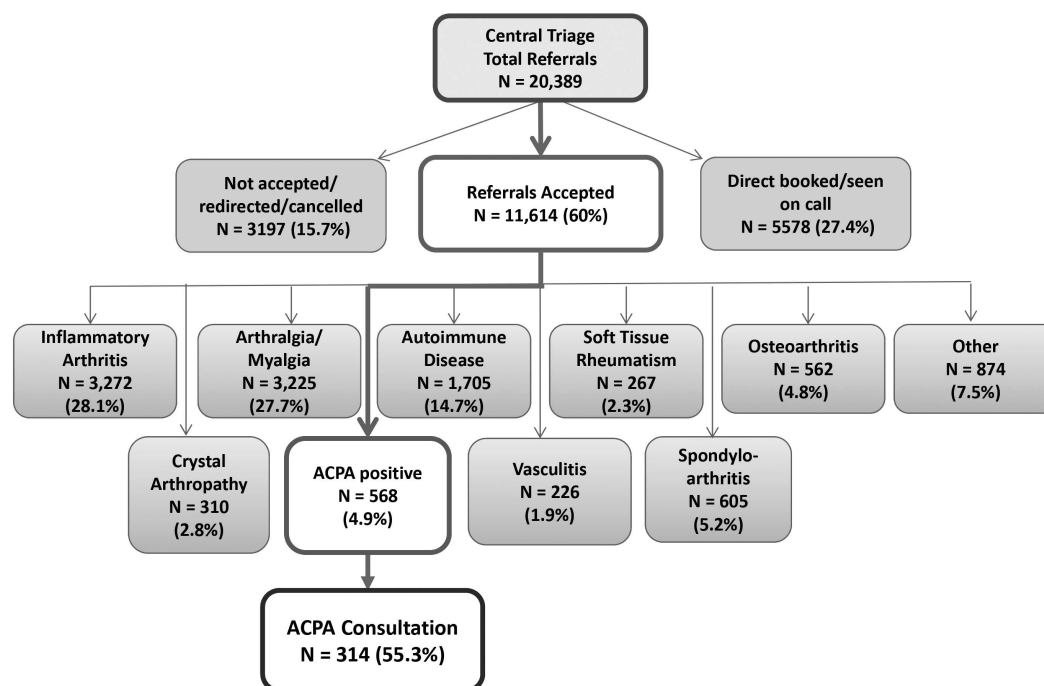 Central Triage
Total Referrals
N = 20,389
Not accepted/
redirected/cancelled
N = 3197 (15.7%)
Referrals Accepted
N = 11,614 (60%)
Direct booked/seen
on call
N = 5578 (27.4%)
Inflammatory
Arthritis
N = 3,272
(28.1%)
Arthralgia/
Myalgia
N = 3,225
(27.7%)
Autoimmune
Disease
N = 1,705
(14.7%)
Soft Tissue
Rheumatism
N = 267
(2.3%)
Osteoarthritis
N = 562
(4.8%)
Other
N = 874
(7.5%)
Crystal
Arthropathy
N = 310
(2.8%)
ACPA positive
N = 568
(4.9%)
Vasculitis
N = 226
(1.9%)
Spondylo-
arthritis
N = 605
(5.2%)
ACPA Consultation
N = 314 (55.3%)